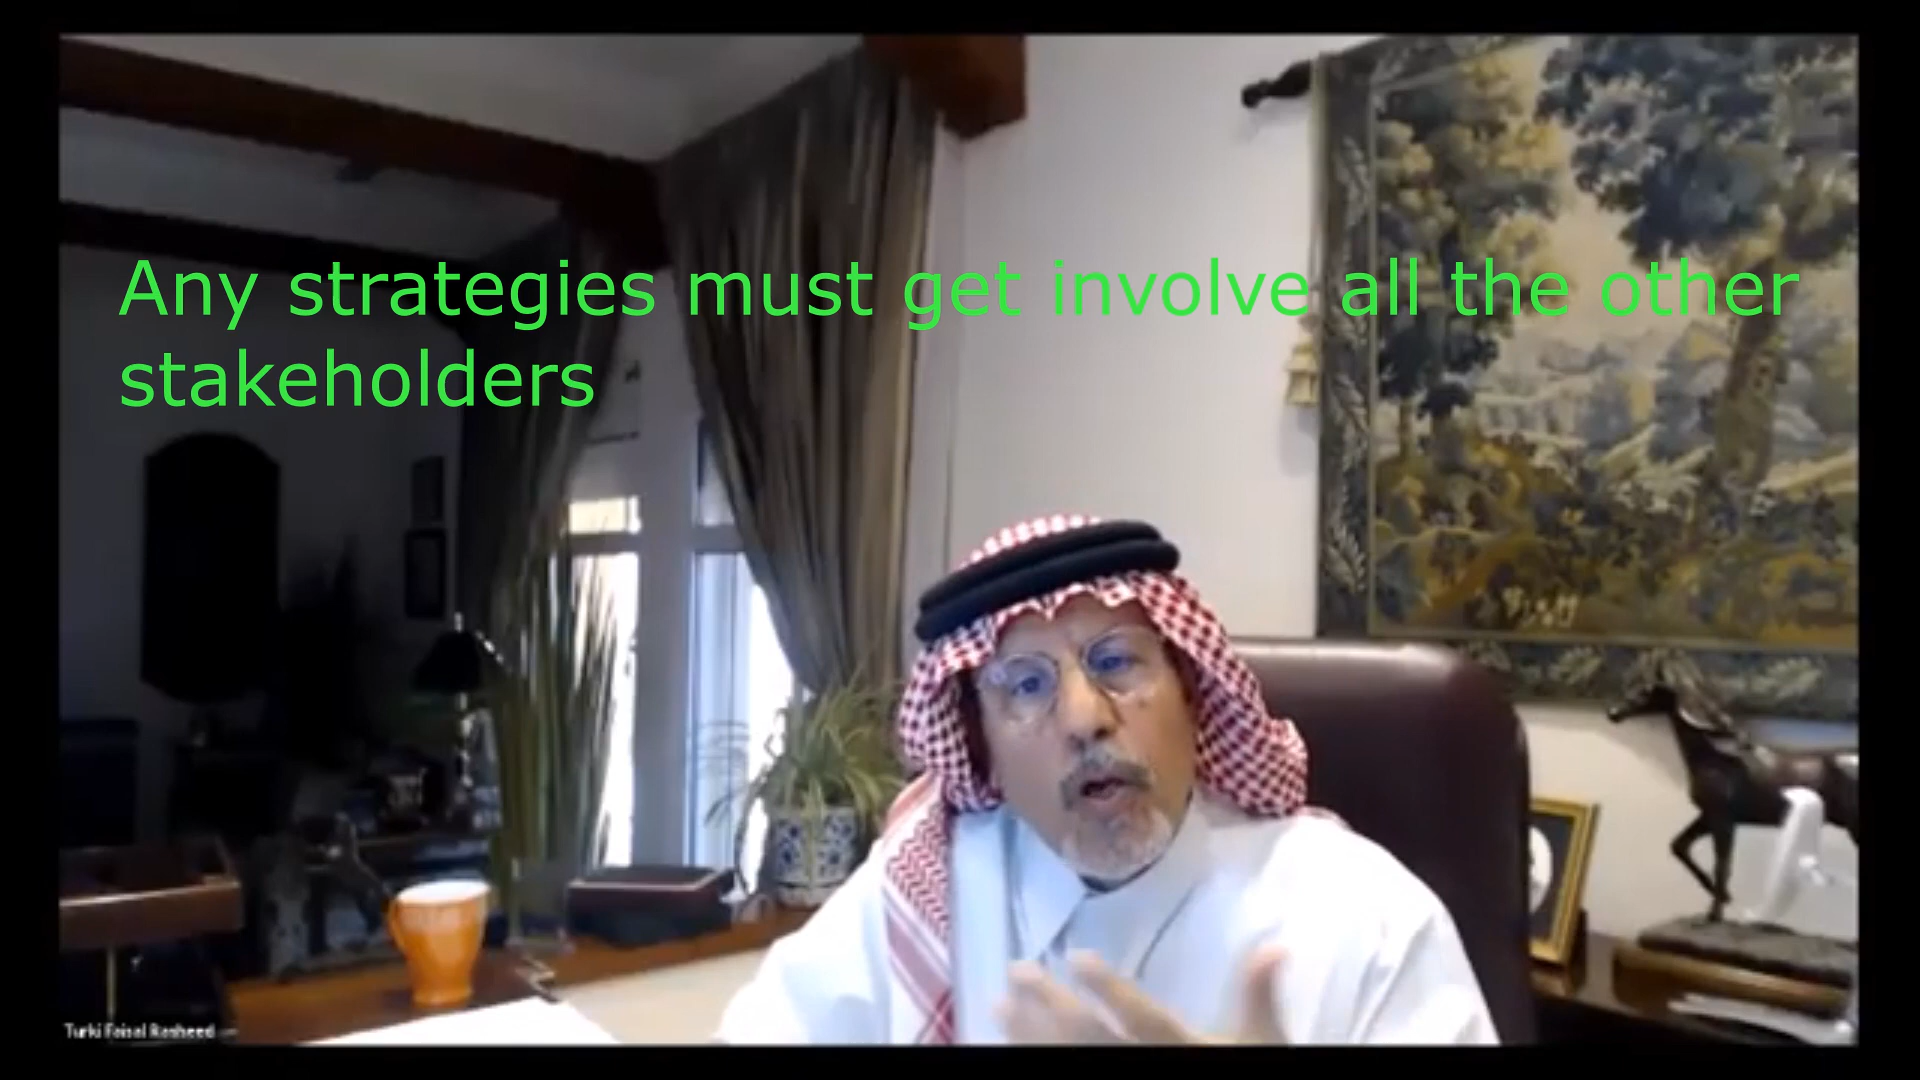 Any strategies must get involve all the other
stakeholders
Turki Faisal Rasheed